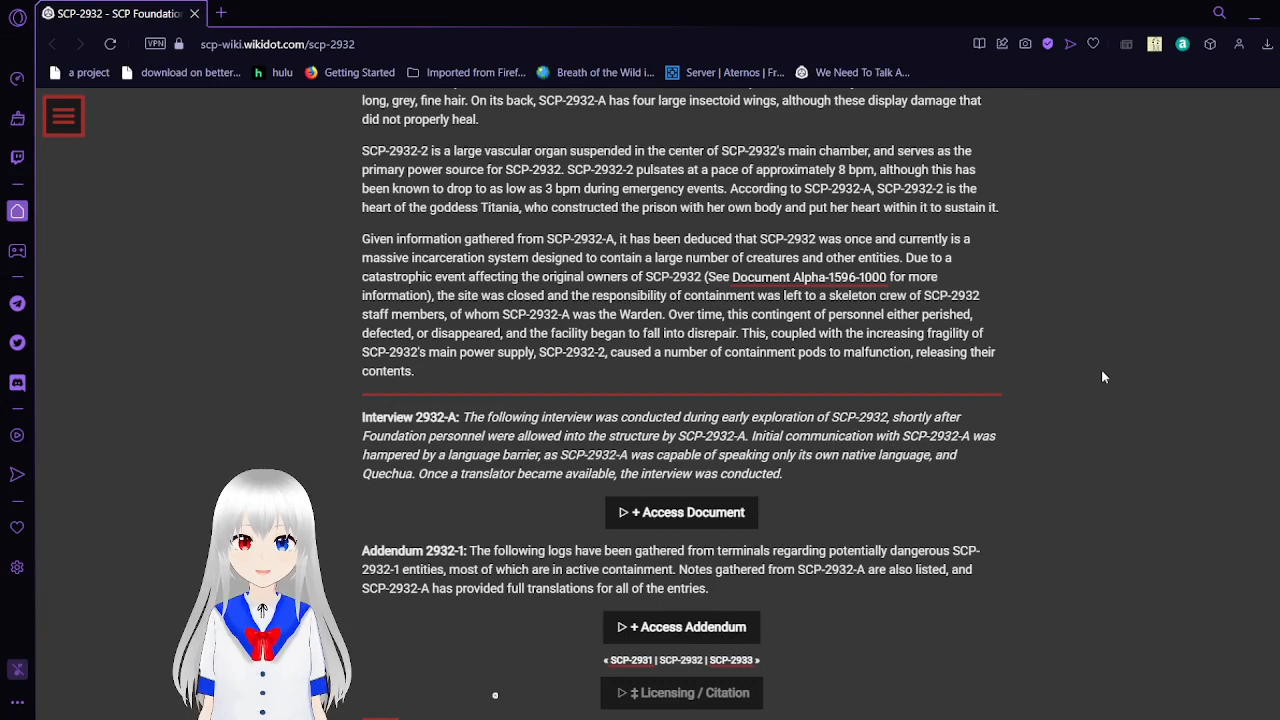 SCP-2932 - SCP Foundation
VPN
scp-wiki.wikidot.com/scp-2932
a project
download on better...
hulu
Getting Started
Imported from Firef...
Breath of the Wild i...
Server | Aternos | Fr...
We Need To Talk A...
long, grey, fine hair. On its back, SCP-2932-A has four large insectoid wings, although these display damage that
did not properly heal.
SCP-2932-2 is a large vascular organ suspended in the center of SCP-2932's main chamber, and serves as the
primary power source for SCP-2932. SCP-2932-2 pulsates at a pace of approximately 8 bpm, although this has
been known to drop to as low as 3 bpm during emergency events. According to SCP-2932-A, SCP-2932-2 is the
heart of the goddess Titania, who constructed the prison with her own body and put her heart within it to sustain it.
Given information gathered from SCP-2932-A, it has been deduced that SCP-2932 was once and currently is a
massive incarceration system designed to contain a large number of creatures and other entities. Due to a
catastrophic event affecting the original owners of SCP-2932 (See Document Alpha-1596-1000 for more
information), the site was closed and the responsibility of containment was left to a skeleton crew of SCP-2932
staff members, of whom SCP-2932-A was the Warden. Over time, this contingent of personnel either perished,
defected, or disappeared, and the facility began to fall into disrepair. This, coupled with the increasing fragility of
SCP-2932's main power supply, SCP-2932-2, caused a number of containment pods to malfunction, releasing their
contents.
Interview 2932-A: The following interview was conducted during early exploration of SCP-2932, shortly after
Foundation personnel were allowed into the structure by SCP-2932-A. Initial communication with SCP-2932-A was
hampered by a language barrier, as SCP-2932-A was capable of speaking only its own native language, and
Quechua. Once a translator became available, the interview was conducted.
▷ + Access Document
Addendum 2932-1: The following logs have been gathered from terminals regarding potentially dangerous SCP-
2932-1 entities, most of which are in active containment. Notes gathered from SCP-2932-A are also listed, and
SCP-2932-A has provided full translations for all of the entries.
▷ + Access Addendum
« SCP-2931 | SCP-2932 | SCP-2933 »
▷ ‡ Licensing / Citation